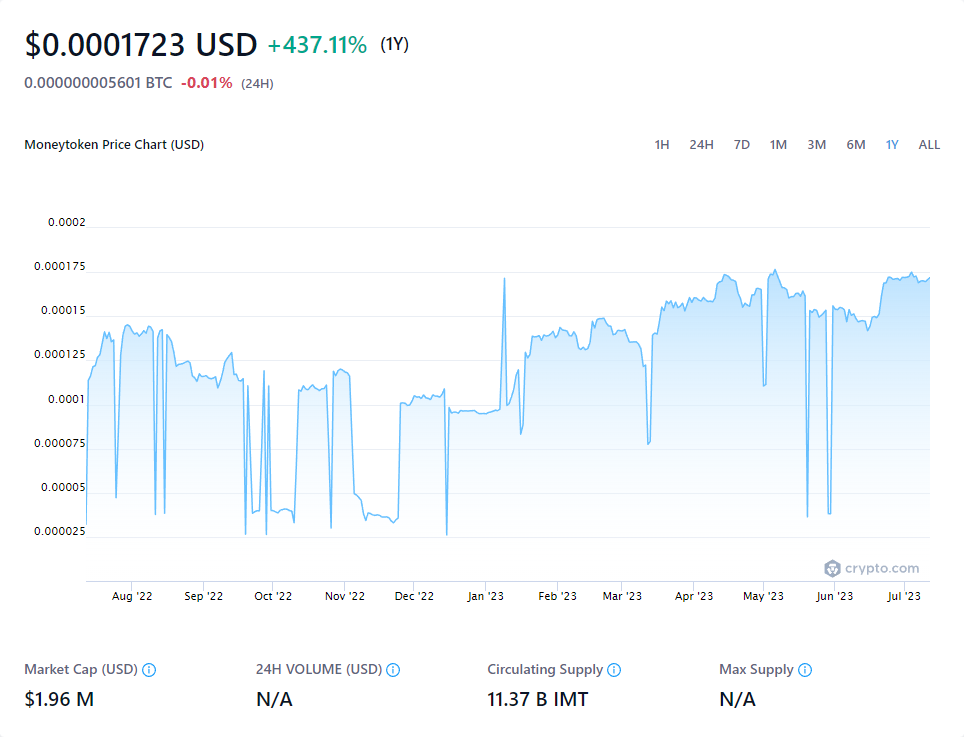 $0.0001723 USD +437.11% (1Y)
0.000000005601 BTC -0.01% (24H)
Moneytoken Price Chart (USD) 1H 24H 7D 1M 3M 6M 1Y ALL
0.0002
0.000175
0.00015
0.000125
0.0001
0.000075
0.00005
0.000025
crypto.com
Aug '22 Sep '22 Oct '22 Nov '22 Dec '22 Jan '23 Feb '23 Mar '23 Apr '23 May '23 Jun '23 Jul '23
Market Cap (USD) 24H VOLUME (USD) Circulating Supply Max Supply
$1.96 M N/A 11.37 B IMT N/A